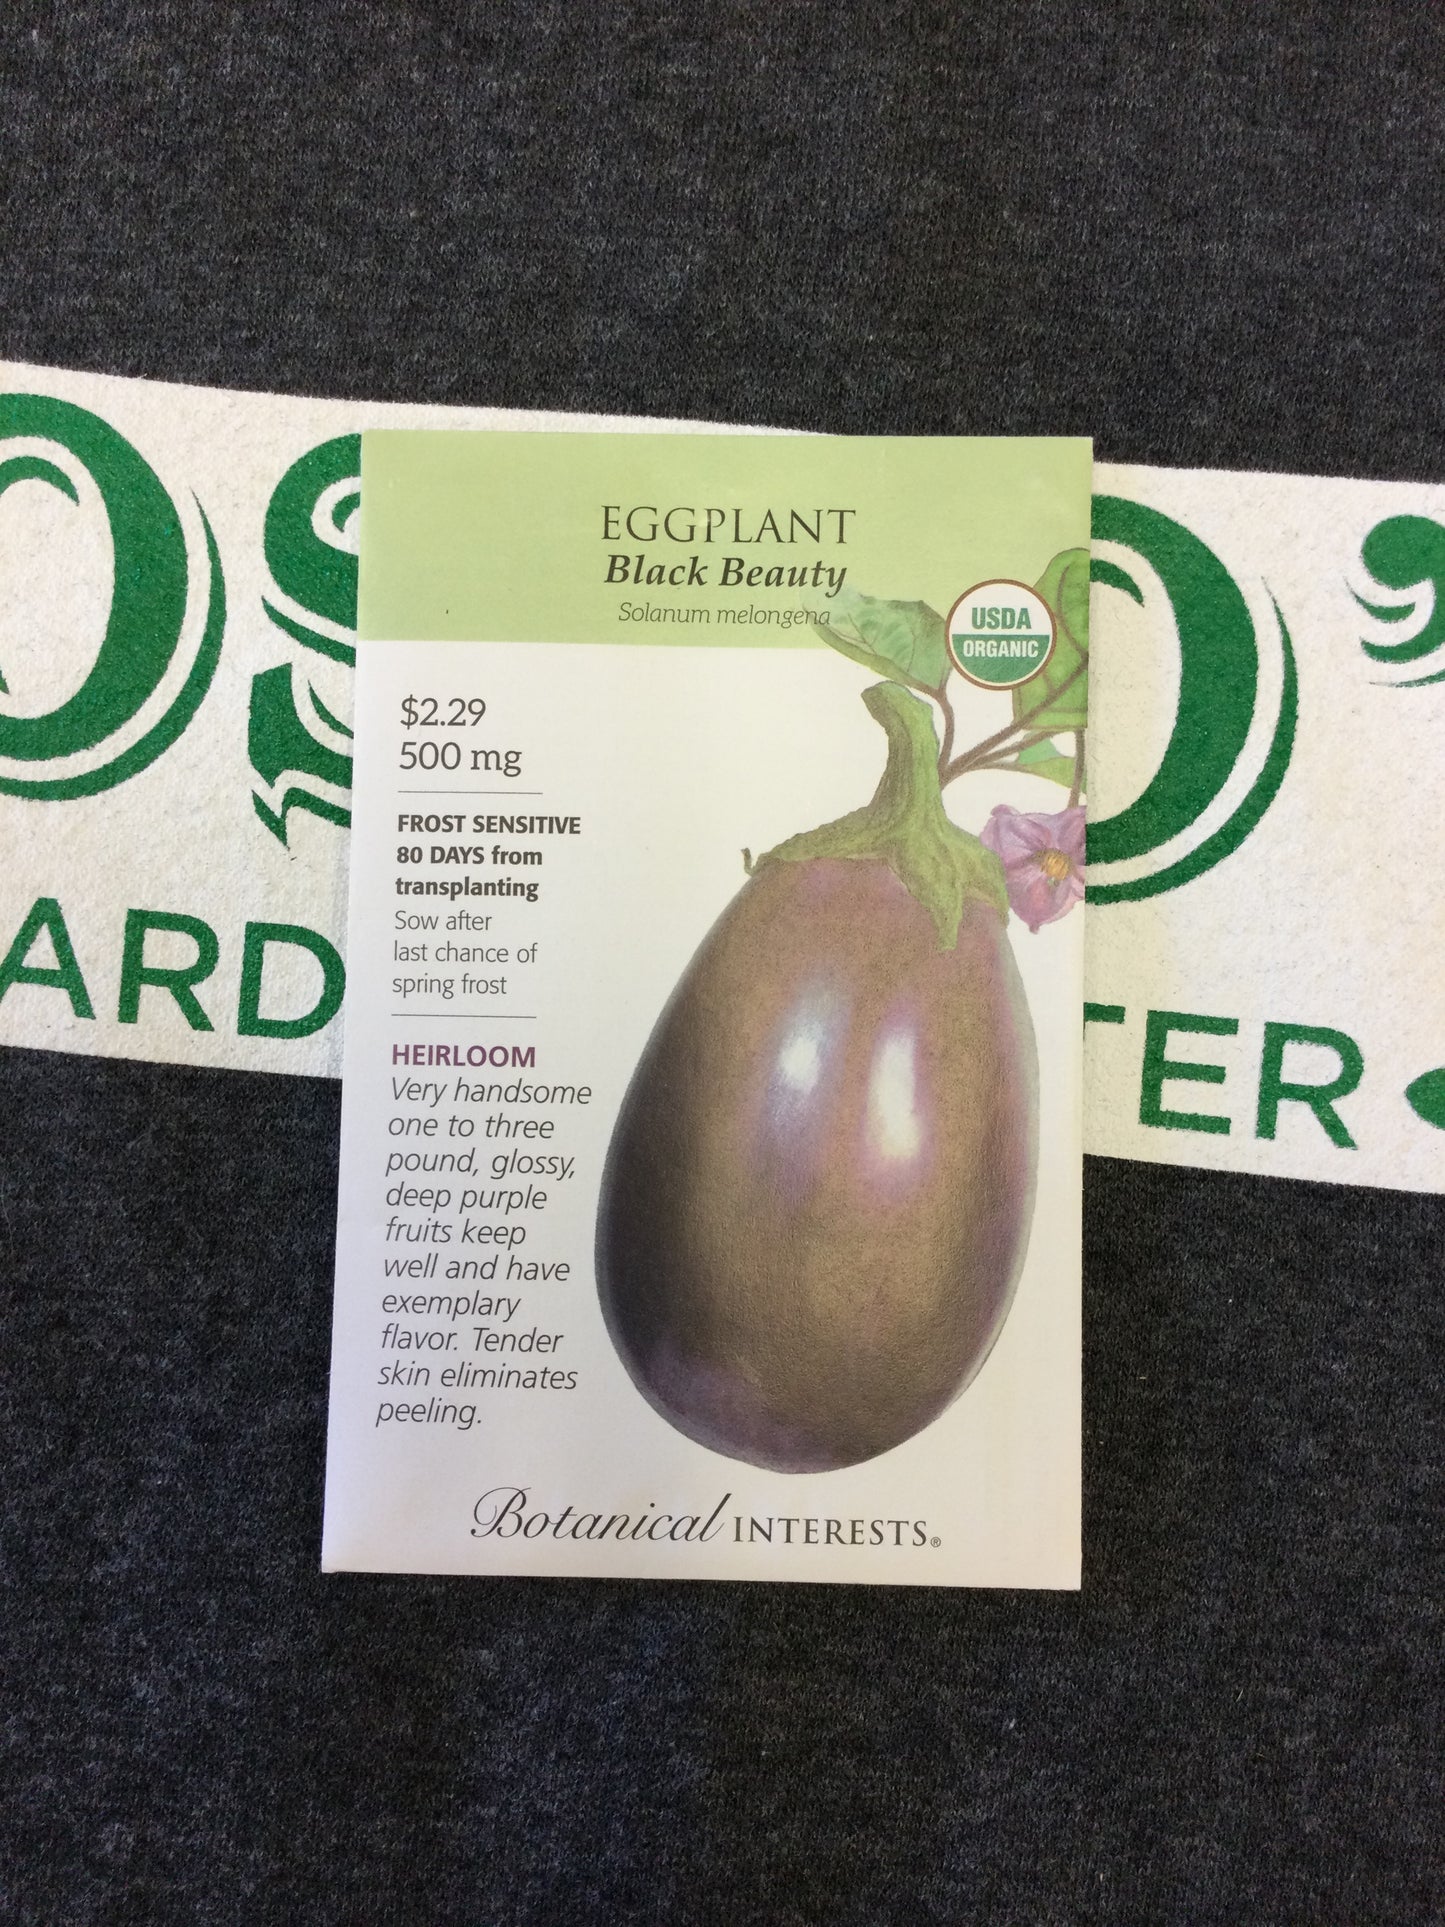 EGGPLANT
Black Beauty
Solanum melongena
USDA
ORGANIC
$2.29
500 mg
FROST SENSITIVE
80 DAYS from
transplanting
Sow after
last chance of
spring frost
HEIRLOOM
Very handsome
one to three
pound, glossy,
deep purple
fruits keep
well and have
exemplary
flavor. Tender
skin eliminates
peeling.
Botanical INTERESTS®